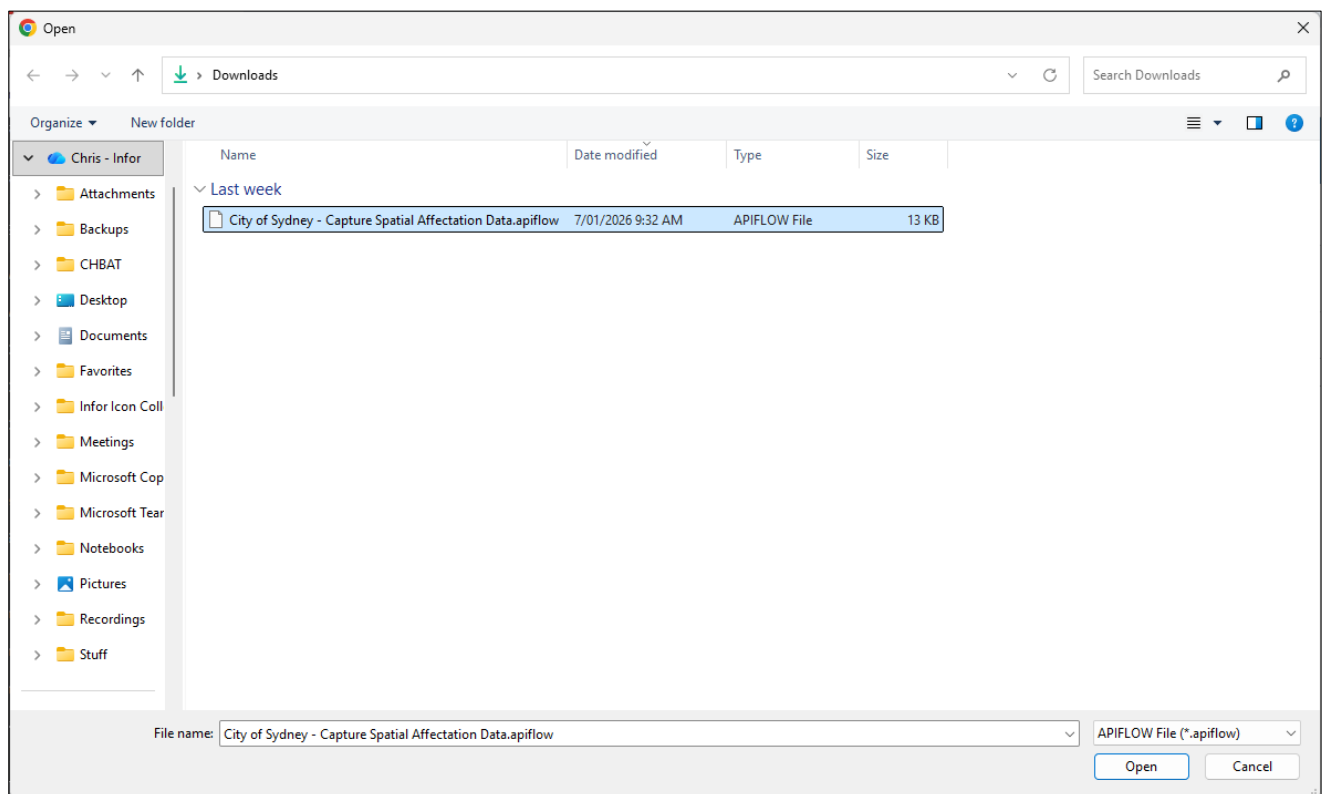 Open
Downloads
Search Downloads
Organize
New folder
Chris - Infor
Attachments
Backups
CHBAT
Desktop
Documents
Favorites
Infor Icon Coll
Meetings
Microsoft Cop
Microsoft Tear
Notebooks
Pictures
Recordings
Stuff
Name Date modified Type Size
Last week
City of Sydney - Capture Spatial Affectation Data.apiflow 7/01/2026 9:32 AM APIFLOW File 13 KB
File name: City of Sydney - Capture Spatial Affectation Data.apiflow
APIFLOW File (*.apiflow)
Open Cancel